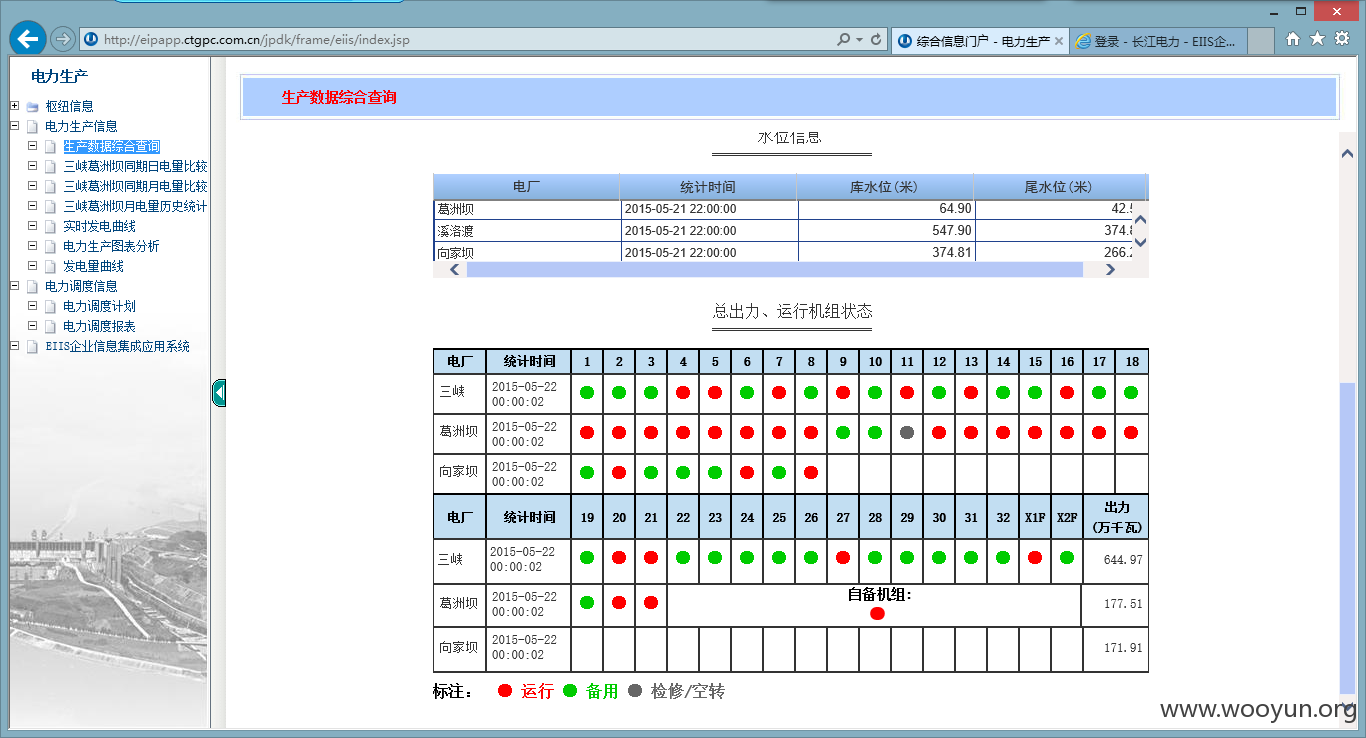 http://eipapp.ctgpc.com.cn/jpdk/frame/eiis/index.jsp
综合信息门户 - 电力生产
登录 - 长江电力 - EIIS企...
电力生产
枢纽信息
电力生产信息
生产数据综合查询
三峡葛洲坝同期日电量比较
三峡葛洲坝同期月电量比较
三峡葛洲坝月电量历史统计
实时发电曲线
电力生产图表分析
发电量曲线
电力调度信息
电力调度计划
电力调度报表
EIIS企业信息集成应用系统
生产数据综合查询
水位信息
电厂 统计时间 库水位(米) 尾水位(米)
葛洲坝 2015-05-21 22:00:00 64.90 42.
溪洛渡 2015-05-21 22:00:00 547.90 374.
向家坝 2015-05-21 22:00:00 374.81 266.
总出力、运行机组状态
电厂 统计时间 1 2 3 4 5 6 7 8 9 10 11 12 13 14 15 16 17 18
三峡 2015-05-22 00:00:02
葛洲坝 2015-05-22 00:00:02
向家坝 2015-05-22 00:00:02
电厂 统计时间 19 20 21 22 23 24 25 26 27 28 29 30 31 32 X1F X2F 出力(万千瓦)
三峡 2015-05-22 00:00:02 644.97
葛洲坝 2015-05-22 00:00:02 自备机组: 177.51
向家坝 2015-05-22 00:00:02 171.91
标注: 运行 备用 检修/空转
www.wooyun.org